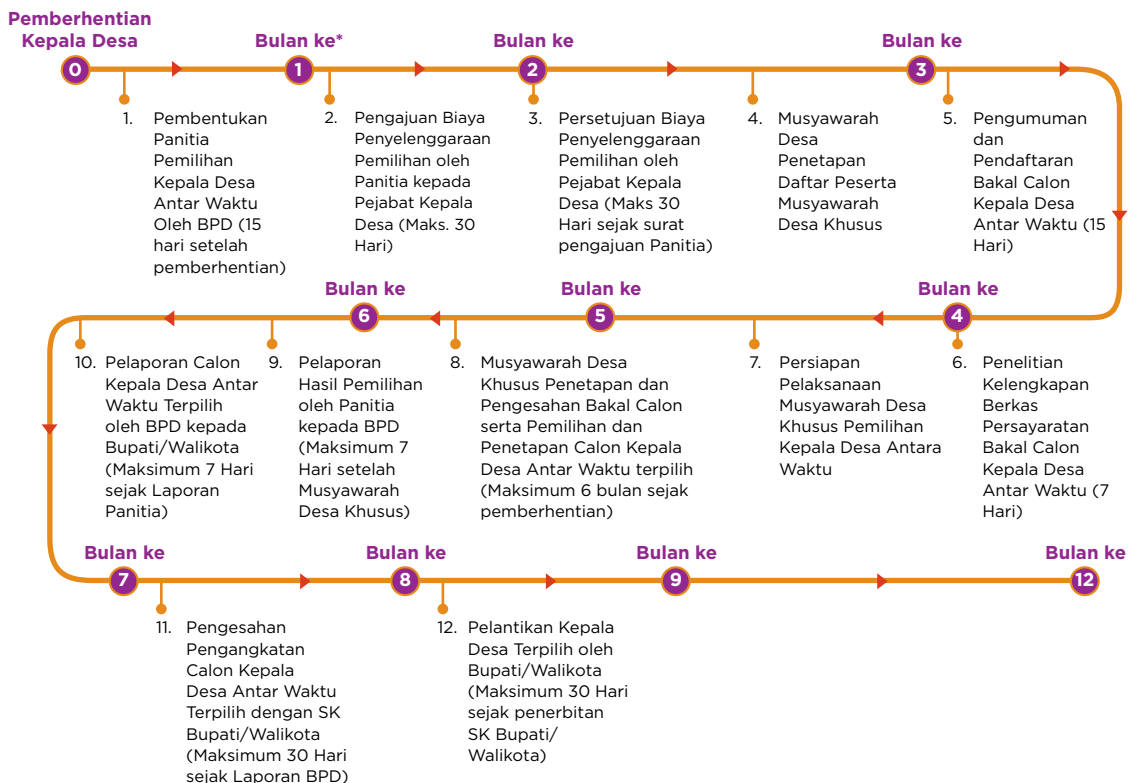 Pemberhentian
Kepala Desa
0
Bulan ke*
1
Bulan ke
2
Bulan ke
3
1. Pembentukan
Panitia
Pemilihan
Kepala Desa
Antar Waktu
Oleh BPD (15
hari setelah
pemberhentian)
2. Pengajuan Biaya
Penyelenggaraan
Pemilihan oleh
Panitia kepada
Pejabat Kepala
Desa (Maks. 30
Hari)
3. Persetujuan Biaya
Penyelenggaraan
Pemilihan oleh
Pejabat Kepala
Desa (Maks 30
Hari sejak surat
pengajuan Panitia)
4. Musyawarah
Desa
Penetapan
Daftar Peserta
Musyawarah
Desa Khusus
5. Pengumuman
dan
Pendaftaran
Bakal Calon
Kepala Desa
Antar Waktu (15
Hari)
Bulan ke
4
6. Penelitian
Kelengkapan
Berkas
Persayaratan
Bakal Calon
Kepala Desa
Antar Waktu (7
Hari)
7. Persiapan
Pelaksanaan
Musyawarah Desa
Khusus Pemilihan
Kepala Desa Antara
Waktu
Bulan ke
5
8. Musyawarah Desa
Khusus Penetapan dan
Pengesahan Bakal Calon
serta Pemilihan dan
Penetapan Calon Kepala
Desa Antar Waktu terpilih
(Maksimum 6 bulan sejak
pemberhentian)
Bulan ke
6
9. Pelaporan
Hasil Pemilihan
oleh Panitia
kepada BPD
(Maksimum 7
Hari setelah
Musyawarah
Desa Khusus)
10. Pelaporan Calon
Kepala Desa Antar
Waktu Terpilih
oleh BPD kepada
Bupati/Walikota
(Maksimum 7 Hari
sejak Laporan
Panitia)
Bulan ke
7
Bulan ke
8
Bulan ke
9
Bulan ke
12
11. Pengesahan
Pengangkatan
Calon Kepala
Desa Antar Waktu
Terpilih dengan SK
Bupati/Walikota
(Maksimum 30 Hari
sejak Laporan BPD)
12. Pelantikan Kepala
Desa Terpilih oleh
Bupati/Walikota
(Maksimum 30 Hari
sejak penerbitan
SK Bupati/
Walikota)